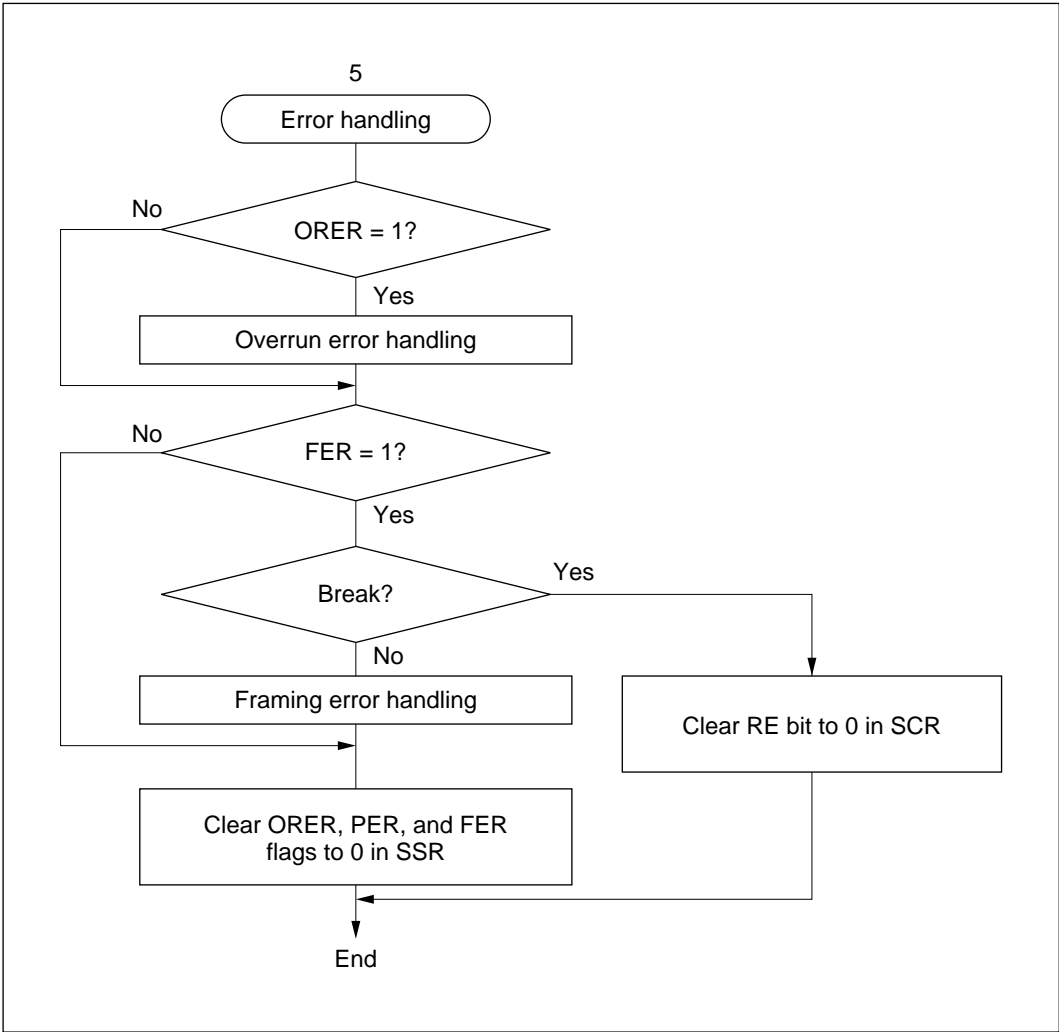 5
Error handling
No
ORER = 1?
Yes
Overrun error handling
No
FER = 1?
Yes
Break?
Yes
No
Framing error handling
Clear RE bit to 0 in SCR
Clear ORER, PER, and FER
flags to 0 in SSR
End